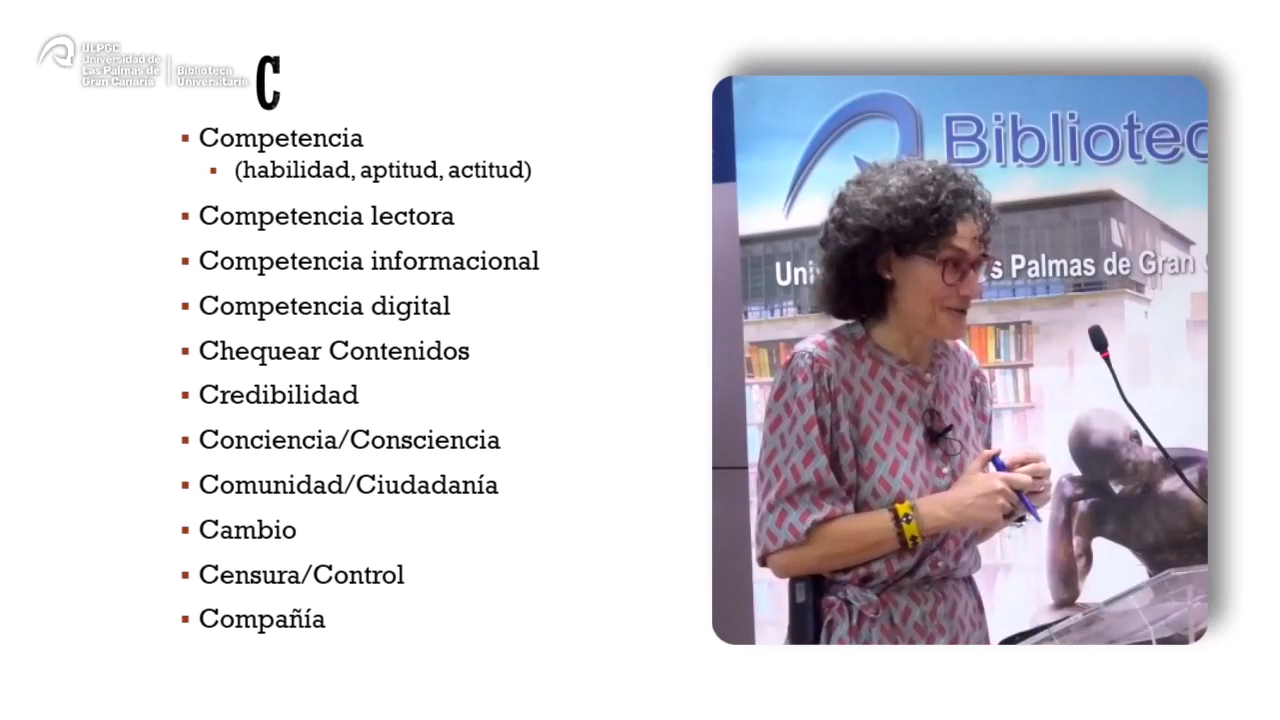 ULPGC
Universidad de
Las Palmas de
Gran Canaria
Biblioteca
Universitaria
C
Competencia
(habilidad, aptitud, actitud)
Competencia lectora
Competencia informacional
Competencia digital
Chequear Contenidos
Credibilidad
Conciencia/Consciencia
Comunidad/Ciudadanía
Cambio
Censura/Control
Compañía
Bibliotec
Uni s Palmas de Gran